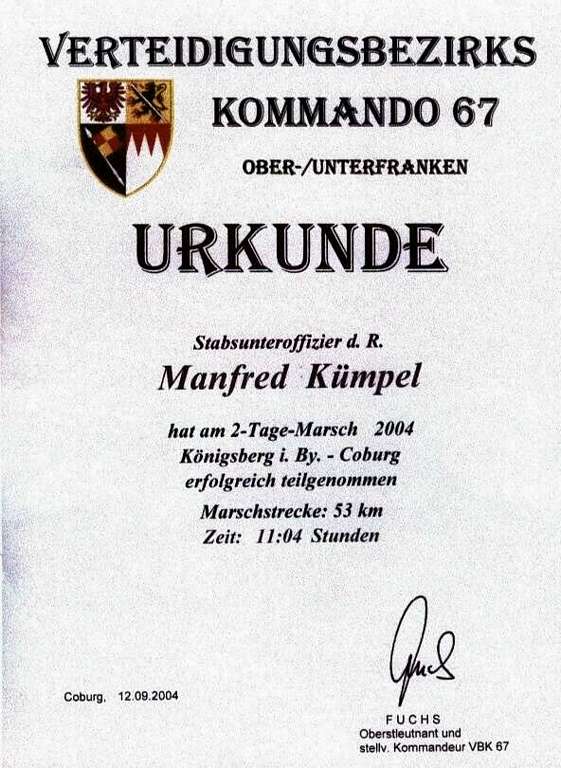 VERTEIDIGUNGSBEZIRKS
KOMMANDO 67
OBER-/UNTERFRANKEN
URKUNDE
Stabsunteroffizier d. R.
Manfred Kümpel
hat am 2-Tage-Marsch 2004
Königsberg i. By. - Coburg
erfolgreich teilgenommen
Marschstrecke: 53 km
Zeit: 11:04 Stunden
Fuchs
Coburg, 12.09.2004
FUCHS
Oberstleutnant und
stellv. Kommandeur VBK 67